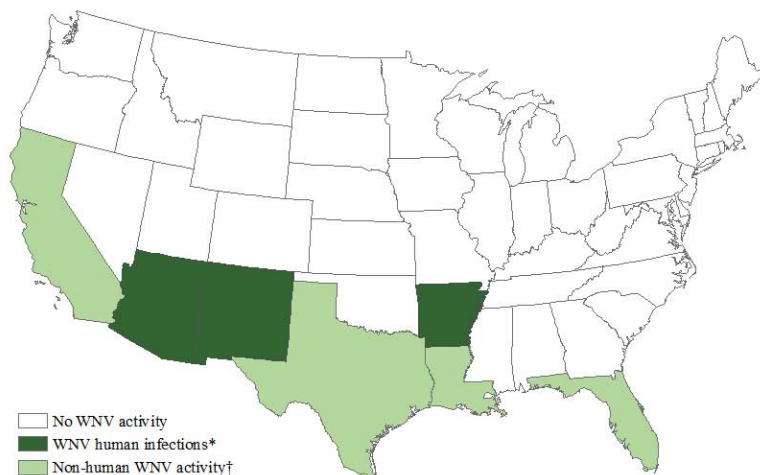 No WNV activity
WNV human infections*
Non-human WNV activity†